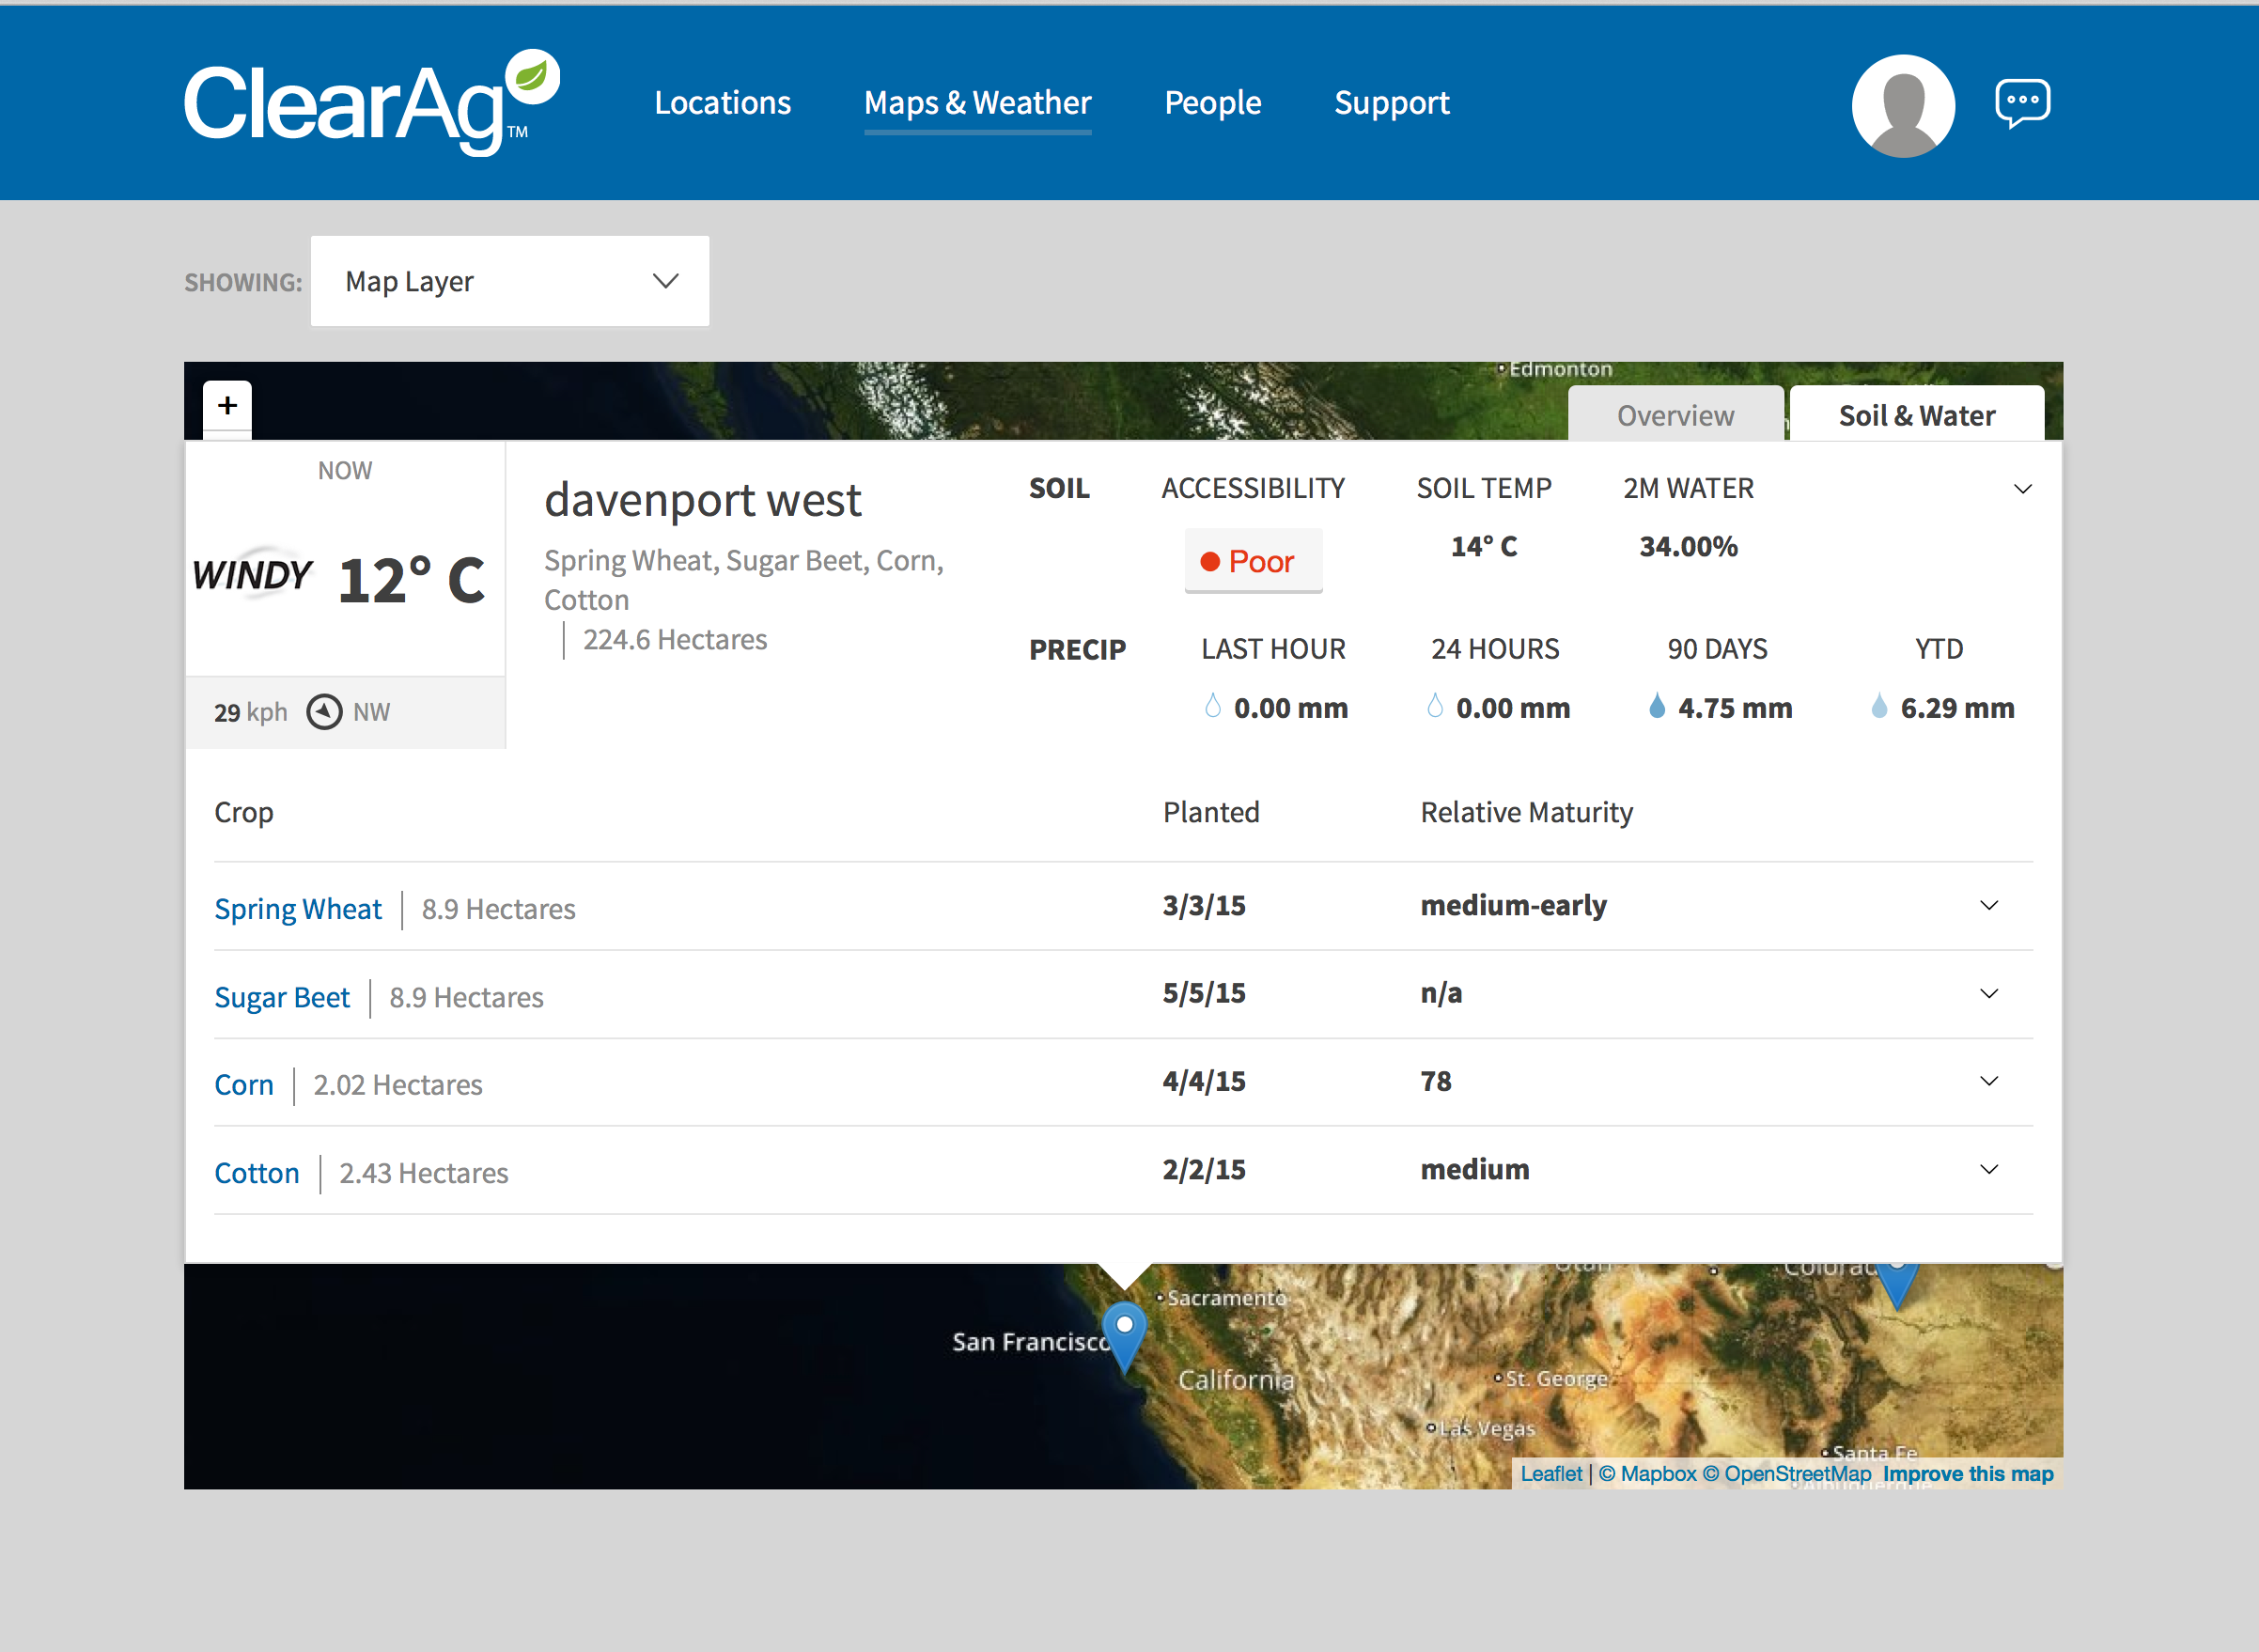 ClearAg™
Locations
Maps & Weather
People
Support
SHOWING:
Map Layer
Edmonton
+
Overview
Soil & Water
NOW
WINDY
12° C
29 kph
NW
davenport west
Spring Wheat, Sugar Beet, Corn,
Cotton
224.6 Hectares
SOIL
ACCESSIBILITY
SOIL TEMP
2M WATER
Poor
14° C
34.00%
PRECIP
LAST HOUR
24 HOURS
90 DAYS
YTD
0.00 mm
0.00 mm
4.75 mm
6.29 mm
Crop
Planted
Relative Maturity
Spring Wheat
8.9 Hectares
3/3/15
medium-early
Sugar Beet
8.9 Hectares
5/5/15
n/a
Corn
2.02 Hectares
4/4/15
78
Cotton
2.43 Hectares
2/2/15
medium
Utah
Sacramento
San Francisco
California
St. George
Las Vegas
Santa Fe
Leaflet | © Mapbox © OpenStreetMap Improve this map